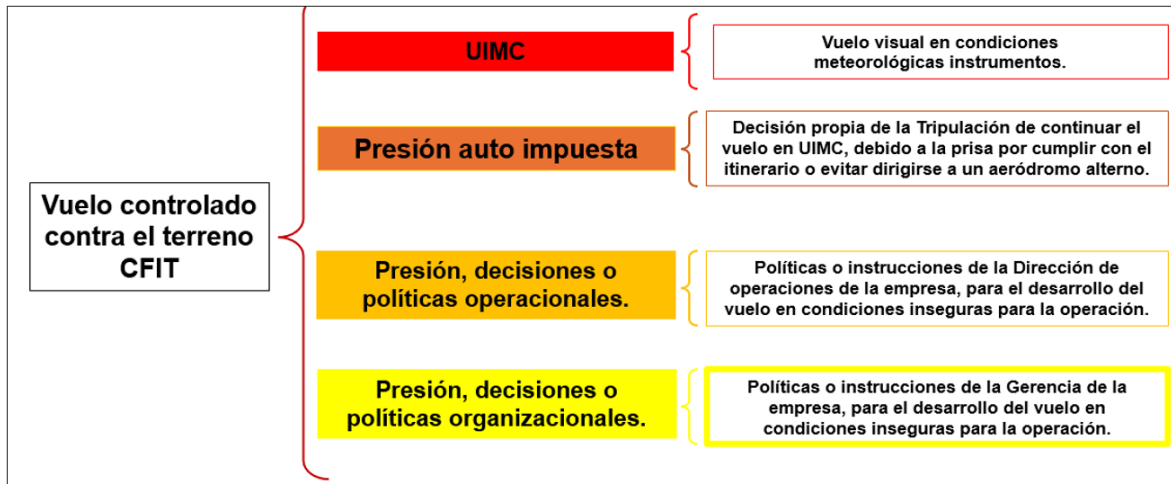 Vuelo controlado
contra el terreno
CFIT
UIMC
Vuelo visual en condiciones
meteorológicas instrumentos.
Presión auto impuesta
Decisión propia de la Tripulación de continuar el
vuelo en UIMC, debido a la prisa por cumplir con el
itinerario o evitar dirigirse a un aeródromo alterno.
Presión, decisiones o
políticas operacionales.
Políticas o instrucciones de la Dirección de
operaciones de la empresa, para el desarrollo del
vuelo en condiciones inseguras para la operación.
Presión, decisiones o
políticas organizacionales.
Políticas o instrucciones de la Gerencia de la
empresa, para el desarrollo del vuelo en
condiciones inseguras para la operación.